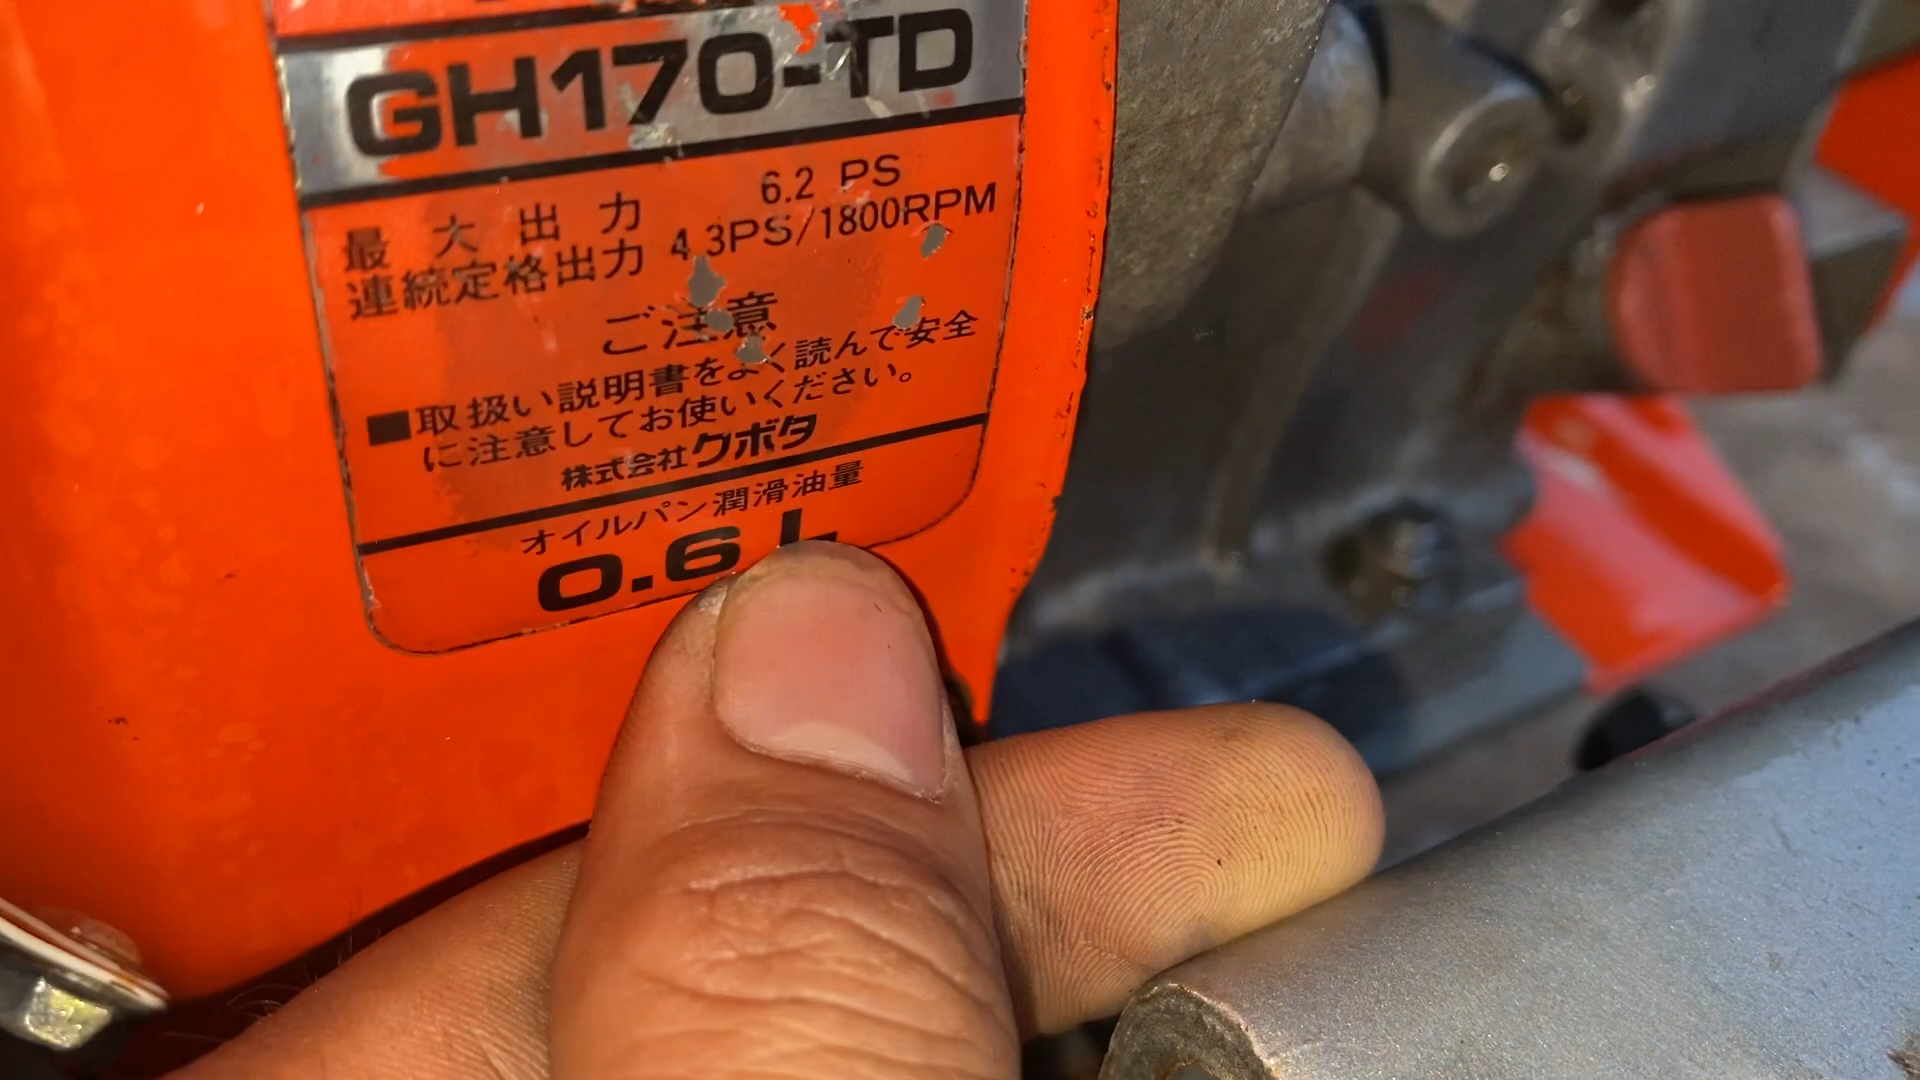 GH170-TD
最大出力 6.2 PS
連続定格出力 4.3PS/1800RPM
ご注意
■取扱い説明書をよく読んで安全
に注意してお使いください。
株式会社クボタ
オイルパン潤滑油量
0.6 L